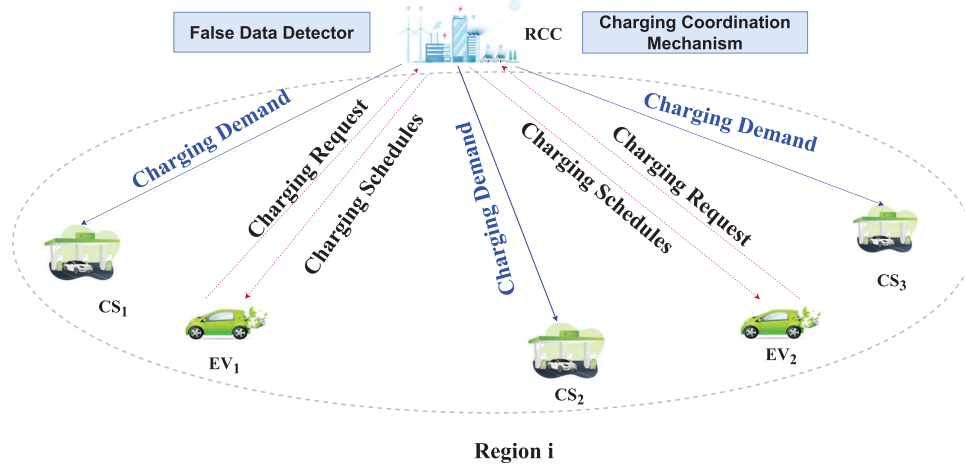 False Data Detector
RCC
Charging Coordination
Mechanism
Charging Demand
Charging Request
Charging Schedules
Charging Demand
Charging Schedules
Charging Request
Charging Demand
CS1
EV1
CS2
EV2
CS3
Region i